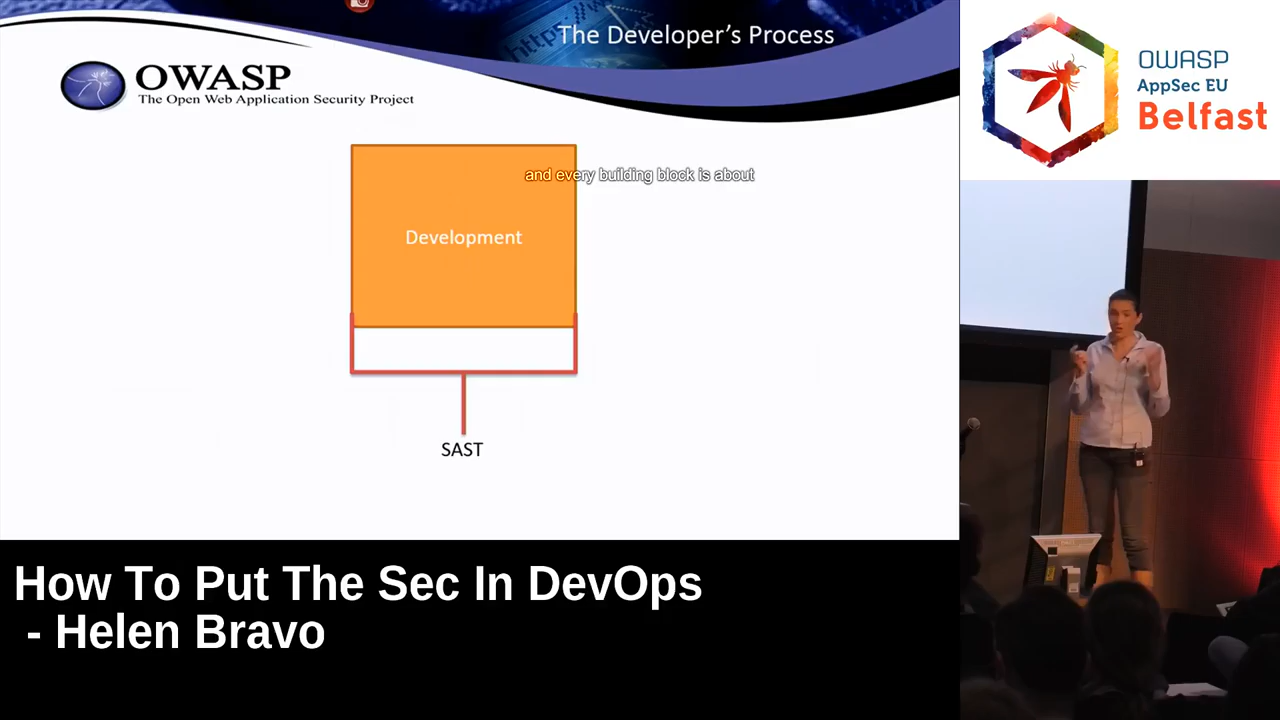 https
The Developer's Process
OWASP
The Open Web Application Security Project
and every building block is about
Development
SAST
OWASP
AppSec EU
Belfast
How To Put The Sec In DevOps
- Helen Bravo